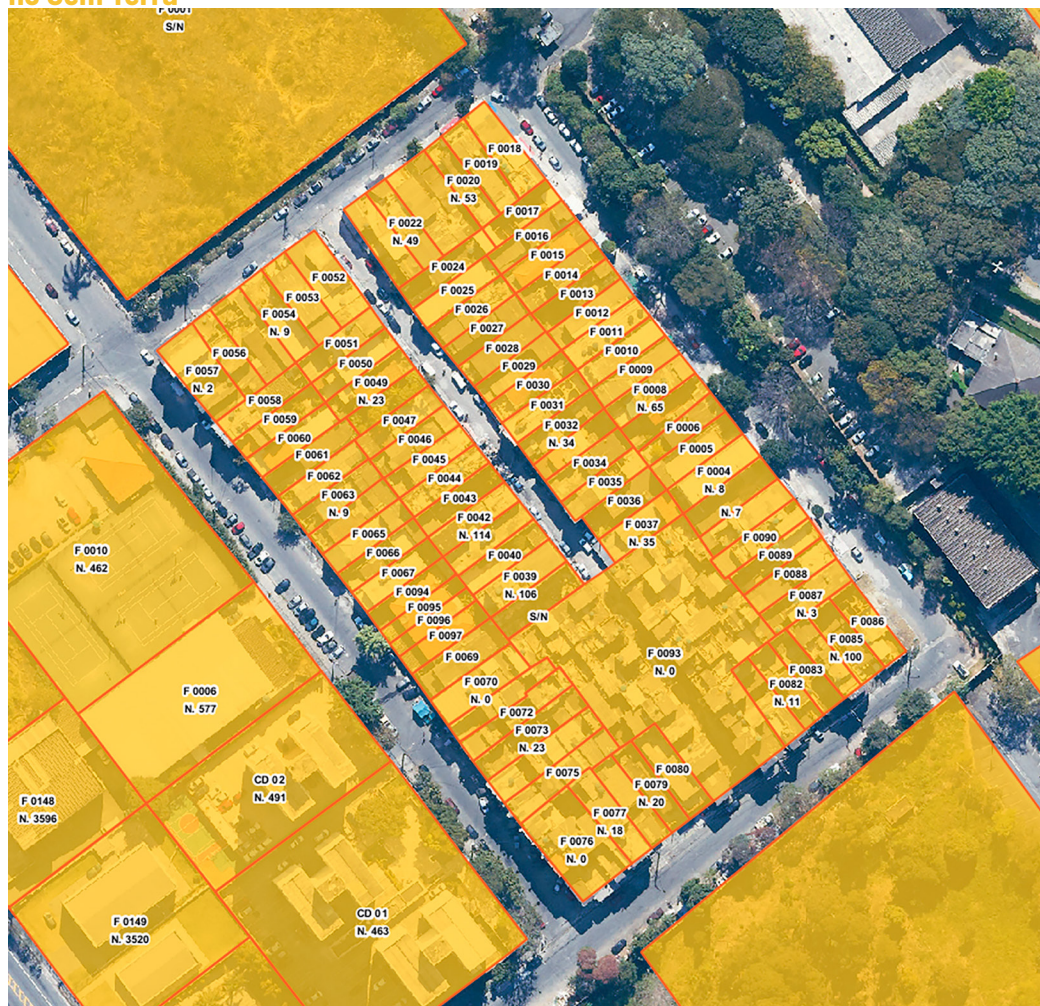 F 0001
S/N
F 0018
F 0019
F 0020
N. 53
F 0017
F 0022
N. 49
F 0016
F 0015
F 0024
F 0014
F 0052
F 0025
F 0013
F 0053
F 0026
F 0012
F 0054
N. 9
F 0027
F 0011
F 0051
F 0028
F 0010
F 0056
F 0050
F 0029
F 0009
F 0057
N. 2
F 0049
N. 23
F 0030
F 0008
N. 65
F 0058
F 0031
F 0059
F 0047
F 0032
N. 34
F 0006
F 0060
F 0046
F 0005
F 0061
F 0045
F 0034
F 0004
N. 8
F 0062
F 0044
F 0035
F 0063
N. 9
F 0043
F 0036
N. 7
F 0042
N. 114
F 0037
N. 35
F 0065
F 0090
F 0010
N. 462
F 0066
F 0040
F 0089
F 0067
F 0039
N. 106
F 0088
F 0094
F 0087
N. 3
F 0095
F 0096
S/N
F 0086
F 0097
F 0085
N. 100
F 0069
F 0093
N. 0
F 0083
F 0070
N. 0
F 0082
N. 11
F 0006
N. 577
F 0072
F 0073
N. 23
F 0075
F 0080
CD 02
N. 491
F 0079
N. 20
F 0148
N. 3596
F 0077
N. 18
F 0076
N. 0
F 0149
N. 3520
CD 01
N. 463